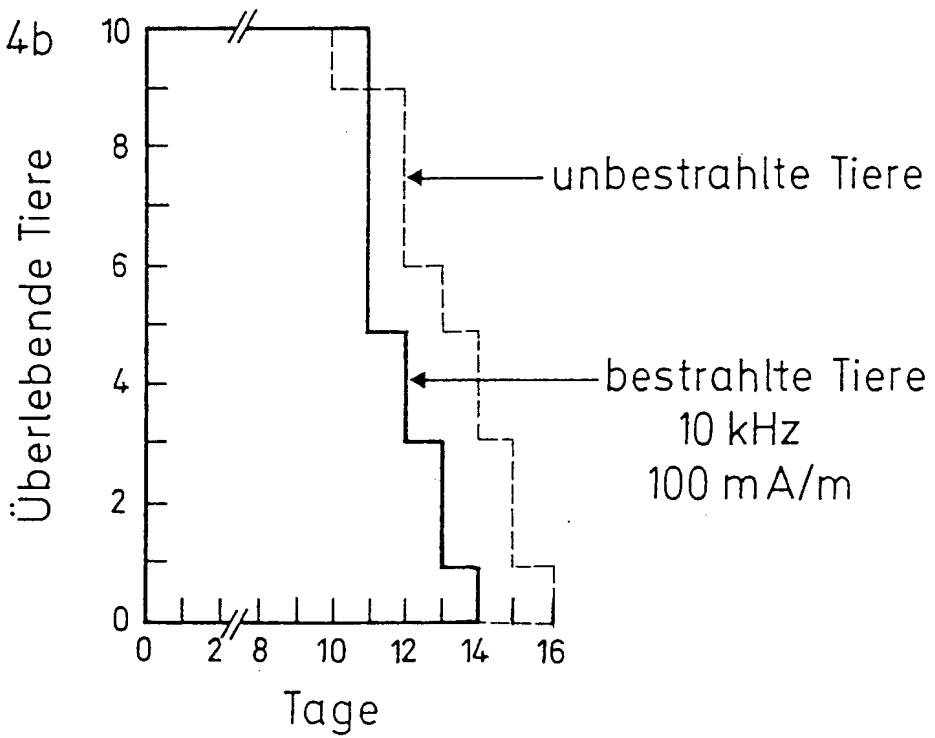 4b
10
8
6
4
2
0
Überlebende Tiere
unbestrahlte Tiere
bestrahlte Tiere
10 kHz
100 mA/m
0 2 8 10 12 14 16
Tage